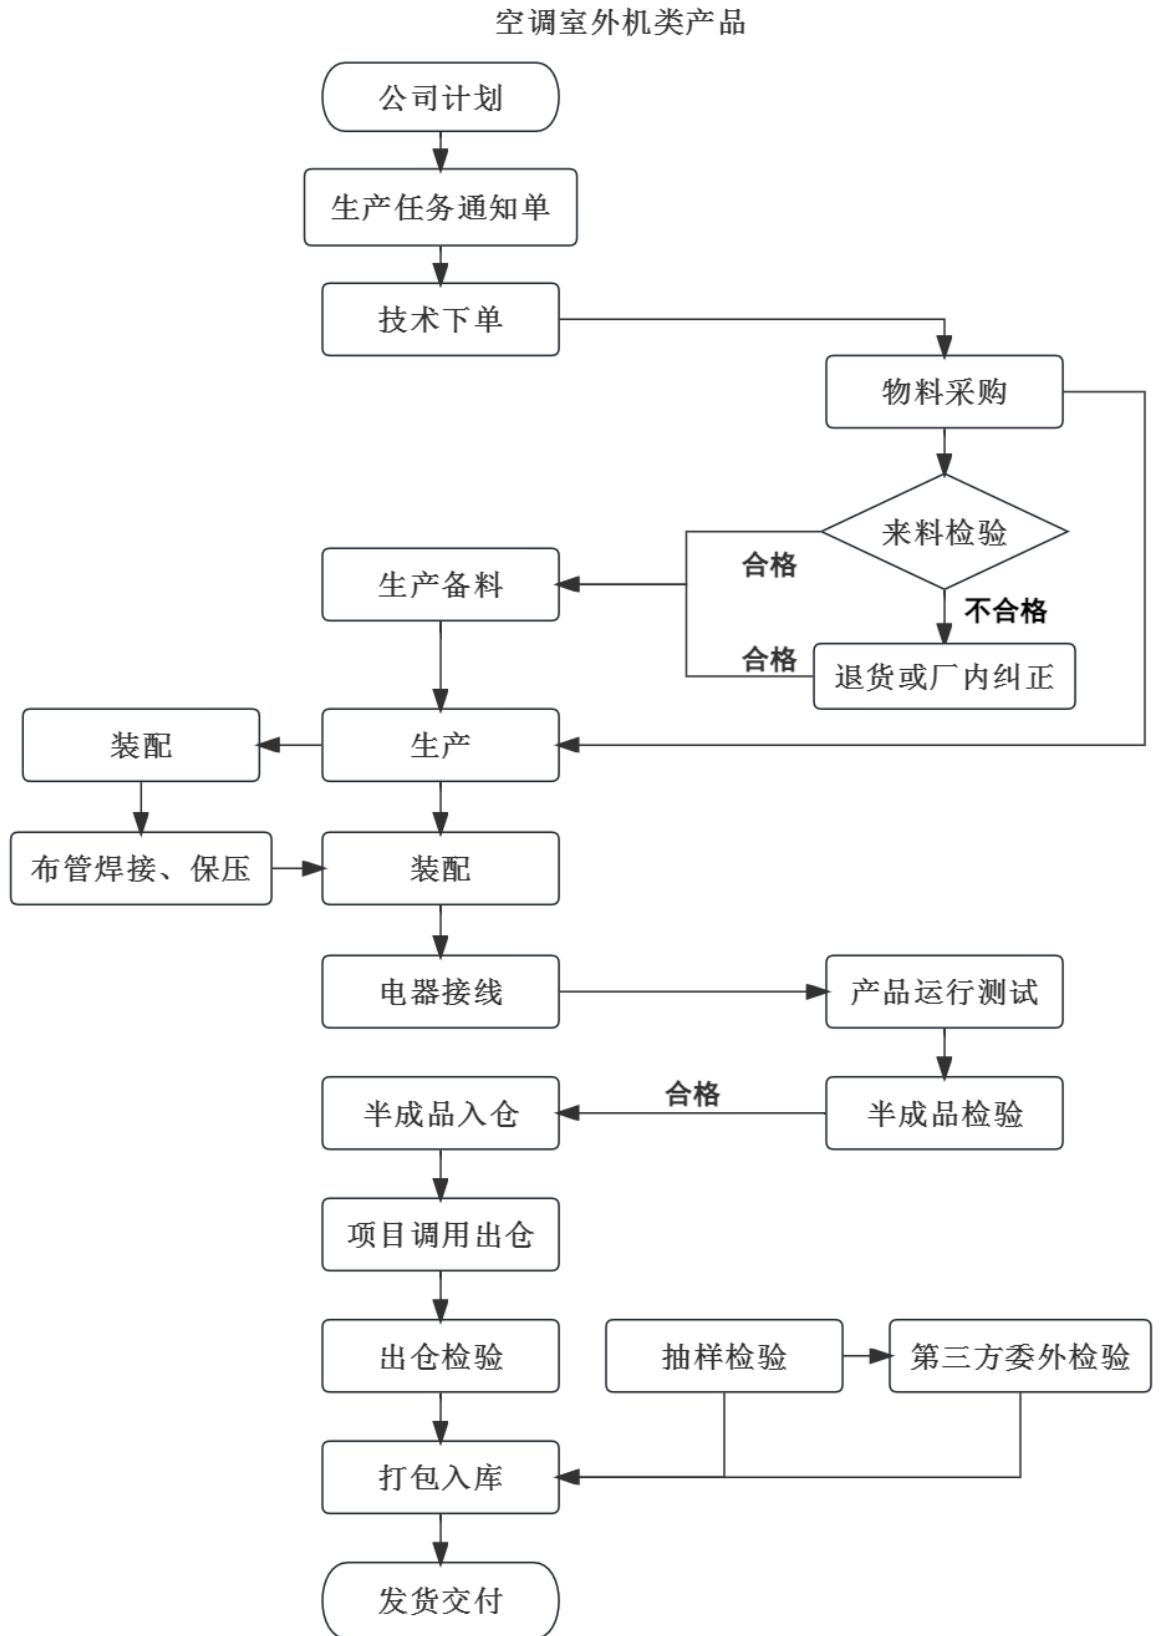 空调室外机类产品
公司计划
生产任务通知单
技术下单
物料采购
来料检验
合格
生产备料
不合格
合格
退货或厂内纠正
装配
生产
布管焊接、保压
装配
电器接线
产品运行测试
合格
半成品入仓
半成品检验
项目调用出仓
出仓检验
抽样检验
第三方委外检验
打包入库
发货交付